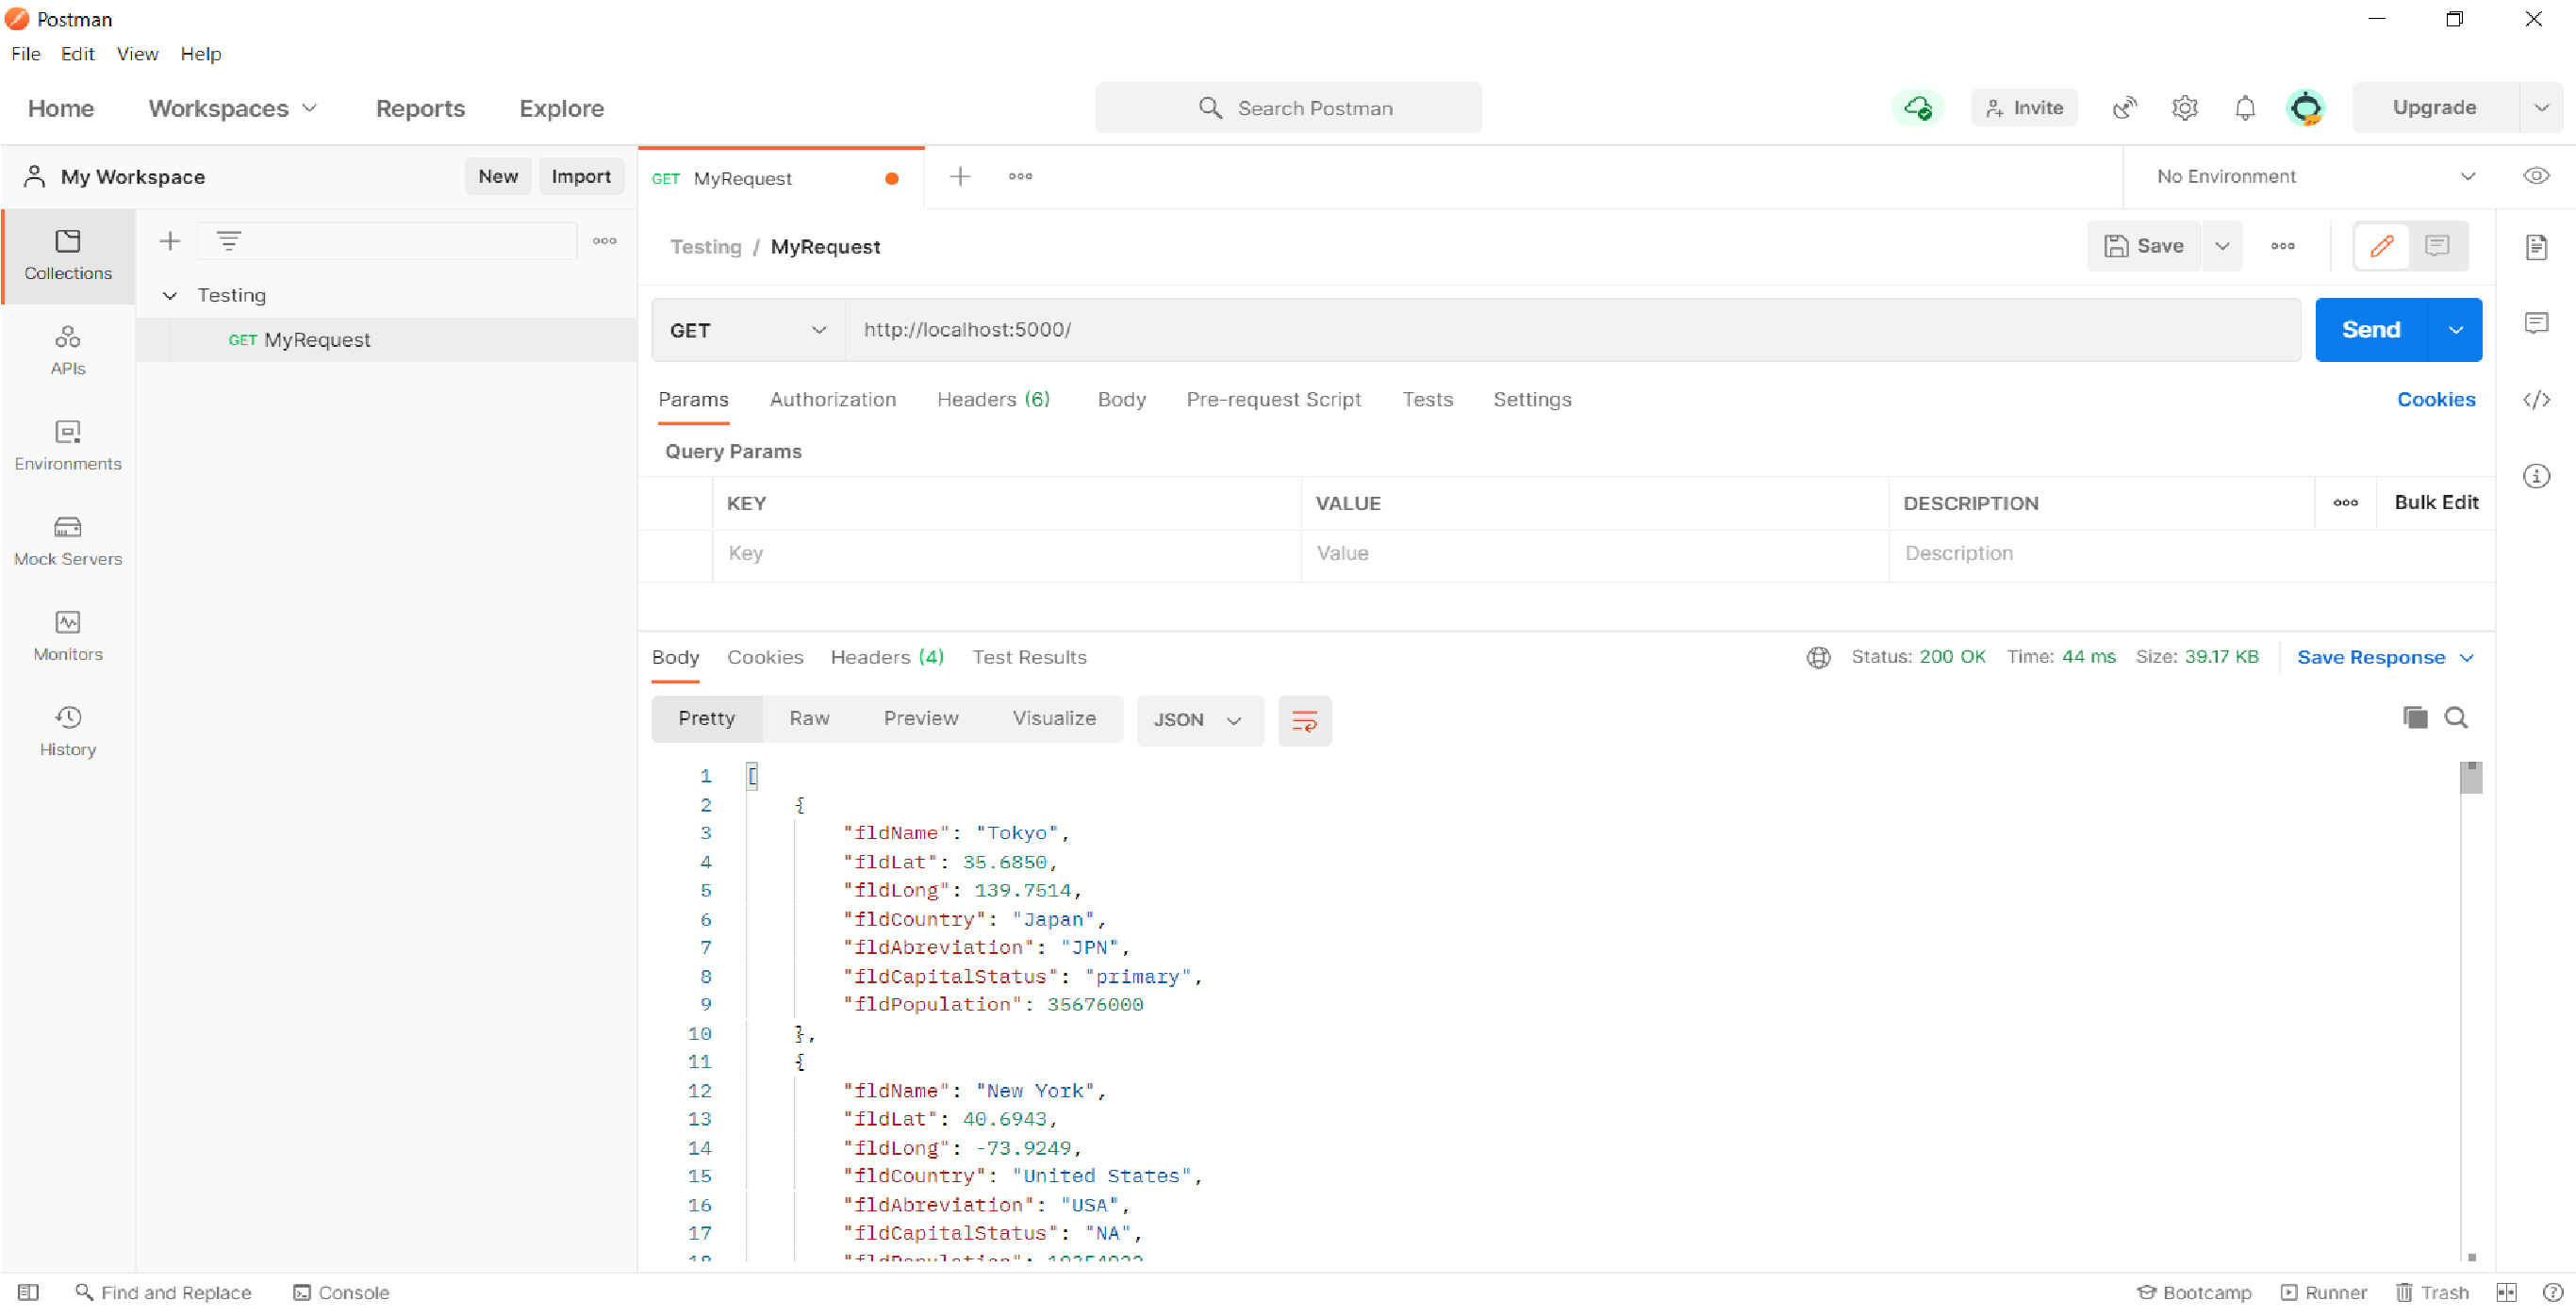 Postman
File Edit View Help
Home Workspaces Reports Explore
Search Postman
Invite
Upgrade
My Workspace
New Import
GET MyRequest
No Environment
Collections
APIs
Environments
Mock Servers
Monitors
History
Testing
GET MyRequest
Testing / MyRequest
Save
GET http://localhost:5000/
Send
Params Authorization Headers (6) Body Pre-request Script Tests Settings Cookies
Query Params
KEY VALUE DESCRIPTION Bulk Edit
Key Value Description
Body Cookies Headers (4) Test Results Status: 200 OK Time: 44 ms Size: 39.17 KB Save Response
Pretty Raw Preview Visualize JSON
1 [
2 {
3 "fldName": "Tokyo",
4 "fldLat": 35.6850,
5 "fldLong": 139.7514,
6 "fldCountry": "Japan",
7 "fldAbreviation": "JPN",
8 "fldCapitalStatus": "primary",
9 "fldPopulation": 35676000
10 },
11 {
12 "fldName": "New York",
13 "fldLat": 40.6943,
14 "fldLong": -73.9249,
15 "fldCountry": "United States",
16 "fldAbreviation": "USA",
17 "fldCapitalStatus": "NA",
18 "fldPopulation":
Find and Replace Console
Bootcamp Runner Trash